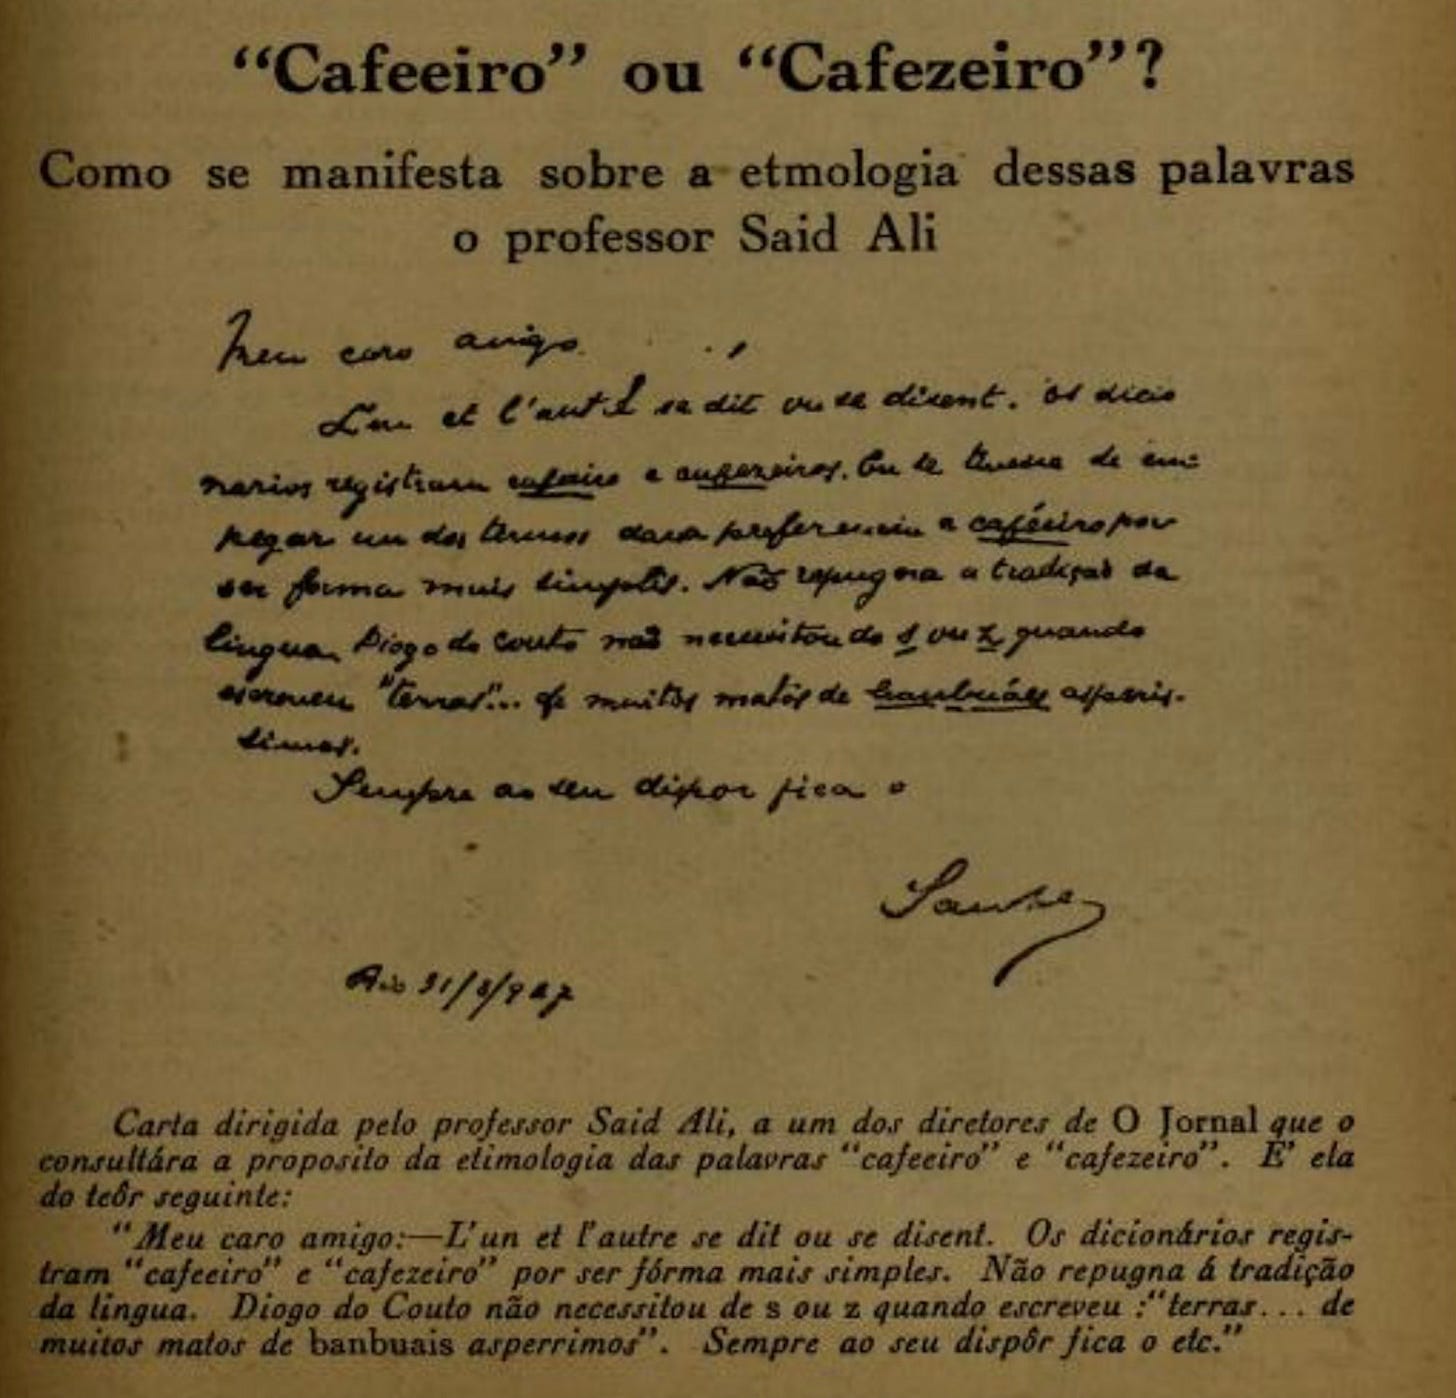 “Cafeeiro” ou “Cafezeiro”?
Como se manifesta sobre a etmologia dessas palavras
o professor Said Ali
Meu caro amigo
L'un et l'autre se dit ou se disent. Os dicio
narios registram cafeeiro e cafezeiro. Eu se tivesse de em-
pregar um dos termos daria preferencia a caféeiro por
ser forma mais simples. Não repugna a tradição da
lingua. Diogo do Couto não necessitou de s ou z quando
escreveu "terras"... de muitos matos de banbuáes asperris-
simos.
Sempre ao seu dispor fica o
Rio 31/8/927
Carta dirigida pelo professor Said Ali, a um dos diretores de O Jornal que o
consultára a proposito da etimologia das palavras “cafeeiro” e “cafezeiro”. E’ ela
do teôr seguinte:
“Meu caro amigo:—L’un et l’autre se dit ou se disent. Os dicionários regis-
tram “cafeeiro” e “cafezeiro” por ser fórma mais simples. Não repugna á tradição
da lingua. Diogo do Couto não necessitou de s ou z quando escreveu :“terras... de
muitos matos de banbuais asperrimos”. Sempre ao seu dispôr fica o etc.”